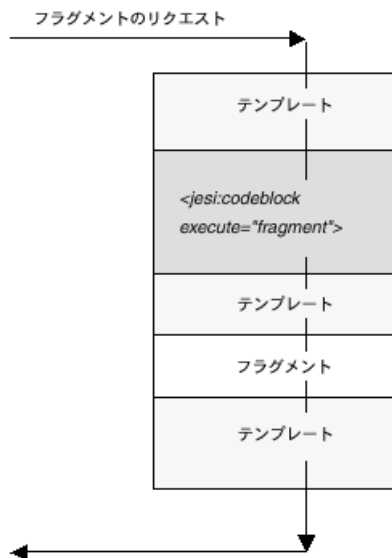 フラグメントのリクエスト
テンプレート
<jesi:codeblock
execute="fragment">
テンプレート
フラグメント
テンプレート